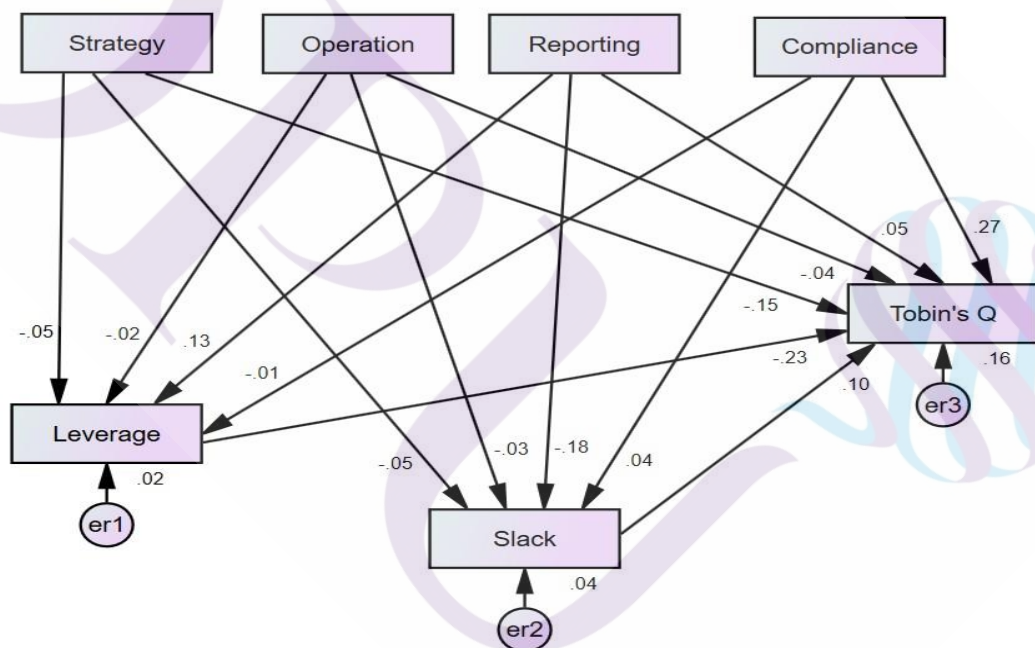 Strategy
Operation
Reporting
Compliance
.05
.27
-.04
-.15
Tobin's Q
-.05
-.02
.13
-.01
-.23
.16
.10
er3
Leverage
.02
-.05
-.03
-.18
.04
er1
Slack
.04
er2